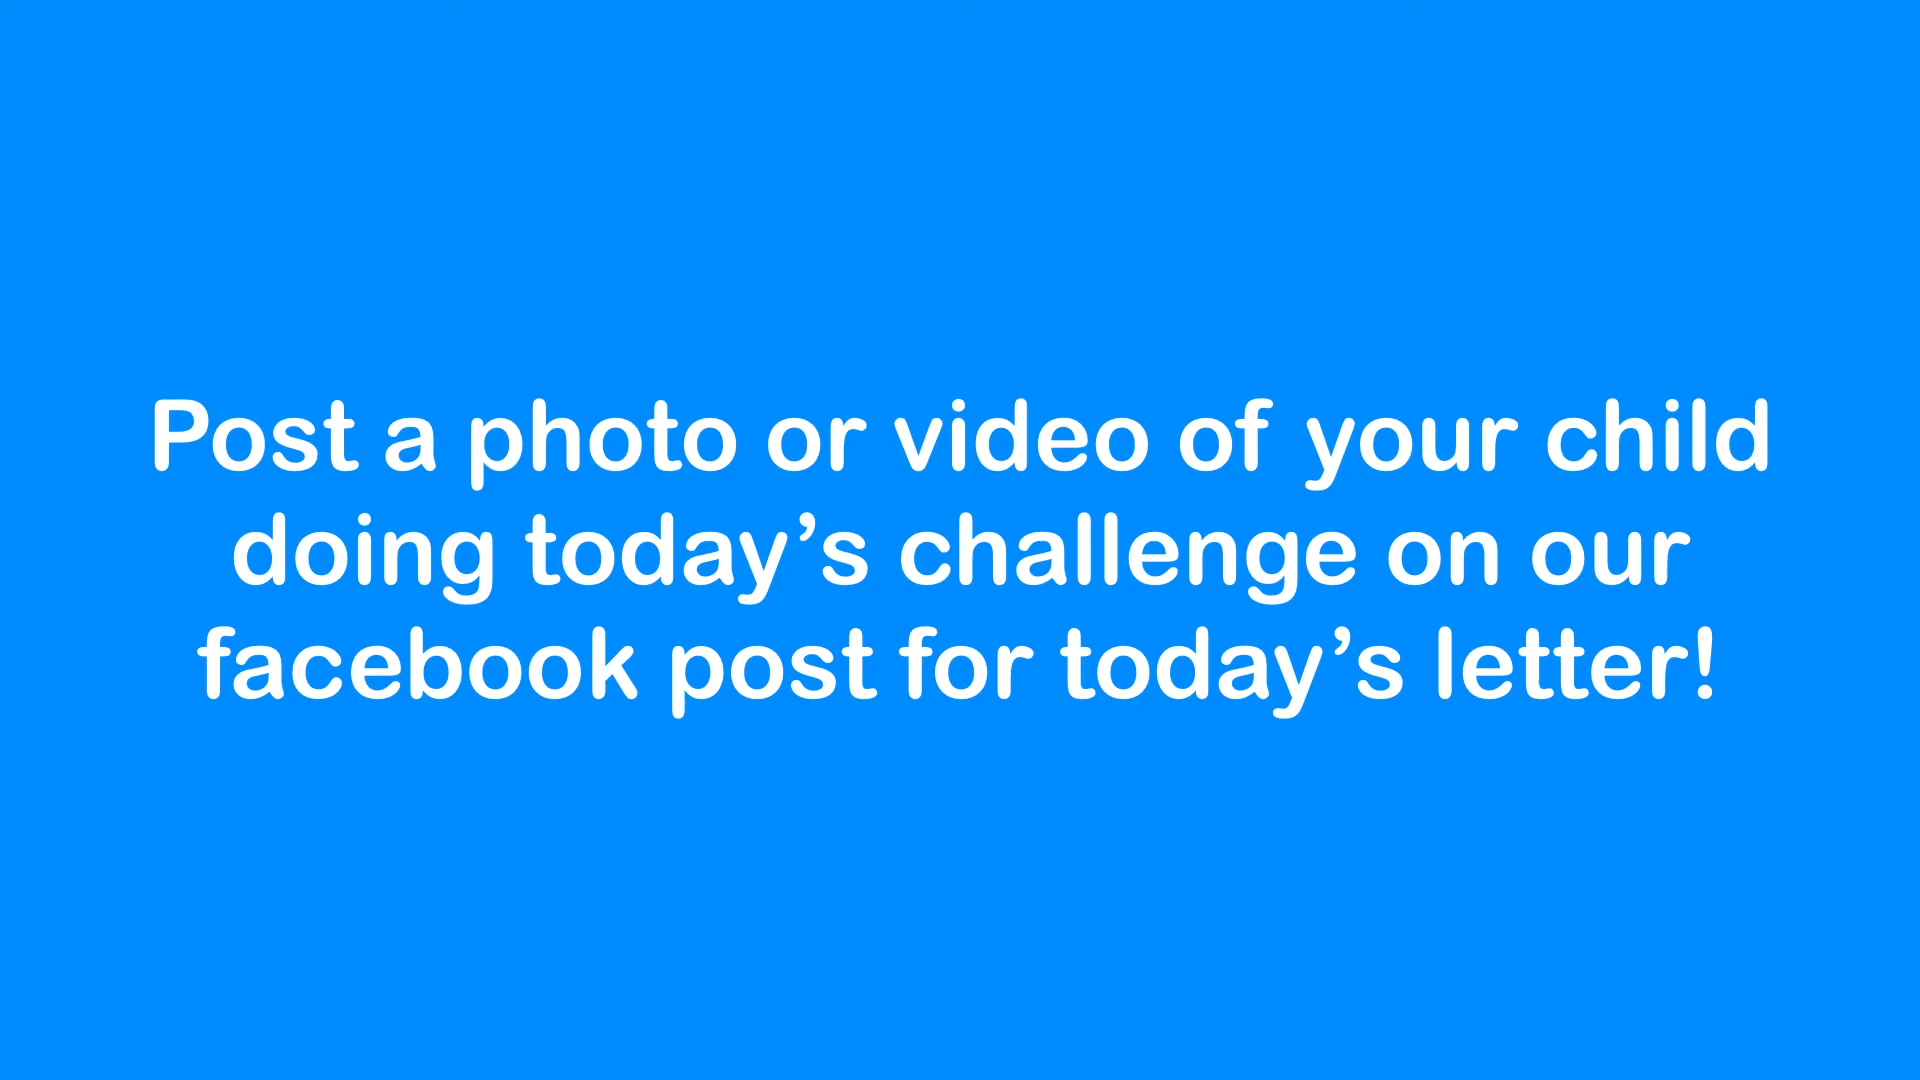 Post a photo or video of your child
doing today’s challenge on our
facebook post for today’s letter!